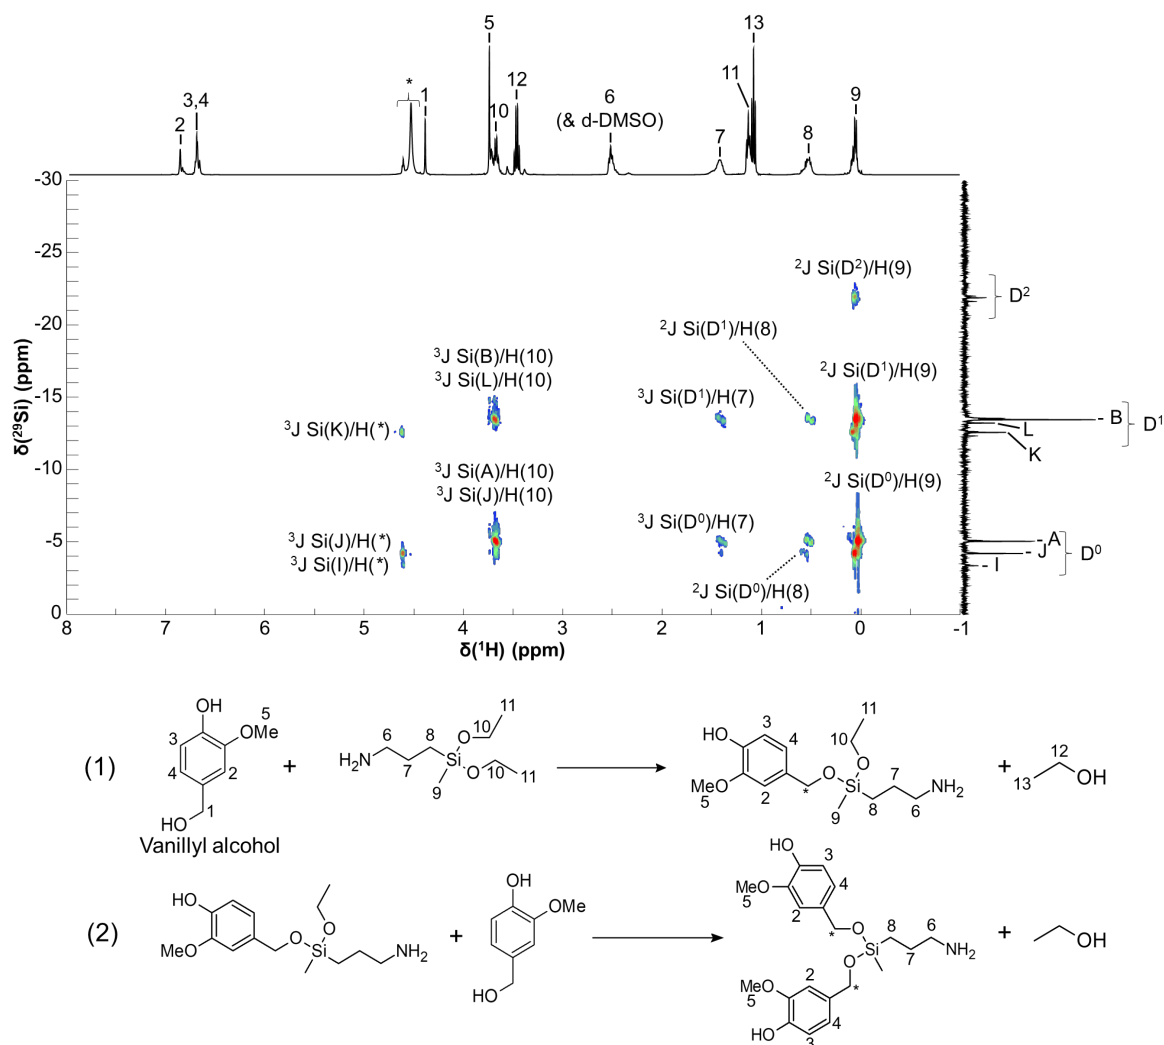 13
5
*
11
12
1
3,4
10
6
(& d-DMSO)
9
2
7
8
-30
-25
-20
-15
-10
-5
0
δ(²⁹Si) (ppm)
²J Si(D²)/H(9)
D²
²J Si(D¹)/H(8)
³J Si(B)/H(10)
³J Si(L)/H(10)
²J Si(D¹)/H(9)
³J Si(D¹)/H(7)
³J Si(K)/H(*)
B
L
K
D¹
³J Si(A)/H(10)
³J Si(J)/H(10)
²J Si(D⁰)/H(9)
³J Si(D⁰)/H(7)
³J Si(J)/H(*)
³J Si(I)/H(*)
²J Si(D⁰)/H(8)
A
J
I
D⁰
8 7 6 5 4 3 2 1 0 -1
δ(¹H) (ppm)
(1)
OH
5
OMe
3
4
2
1
HO
Vanillyl alcohol
+
11
6
8
10
O
H₂N
7
Si
O
10
11
9
11
3
10
HO
4
O
7
MeO
5
2
*
O
Si
NH₂
8
6
9
+
12
13
OH
(2)
HO
MeO
O
O
Si
NH₂
+
OH
OMe
HO
HO
3
MeO
5
4
2
*
O
8
6
Si
7
NH₂
O
2
*
MeO
5
4
HO
3
+
OH